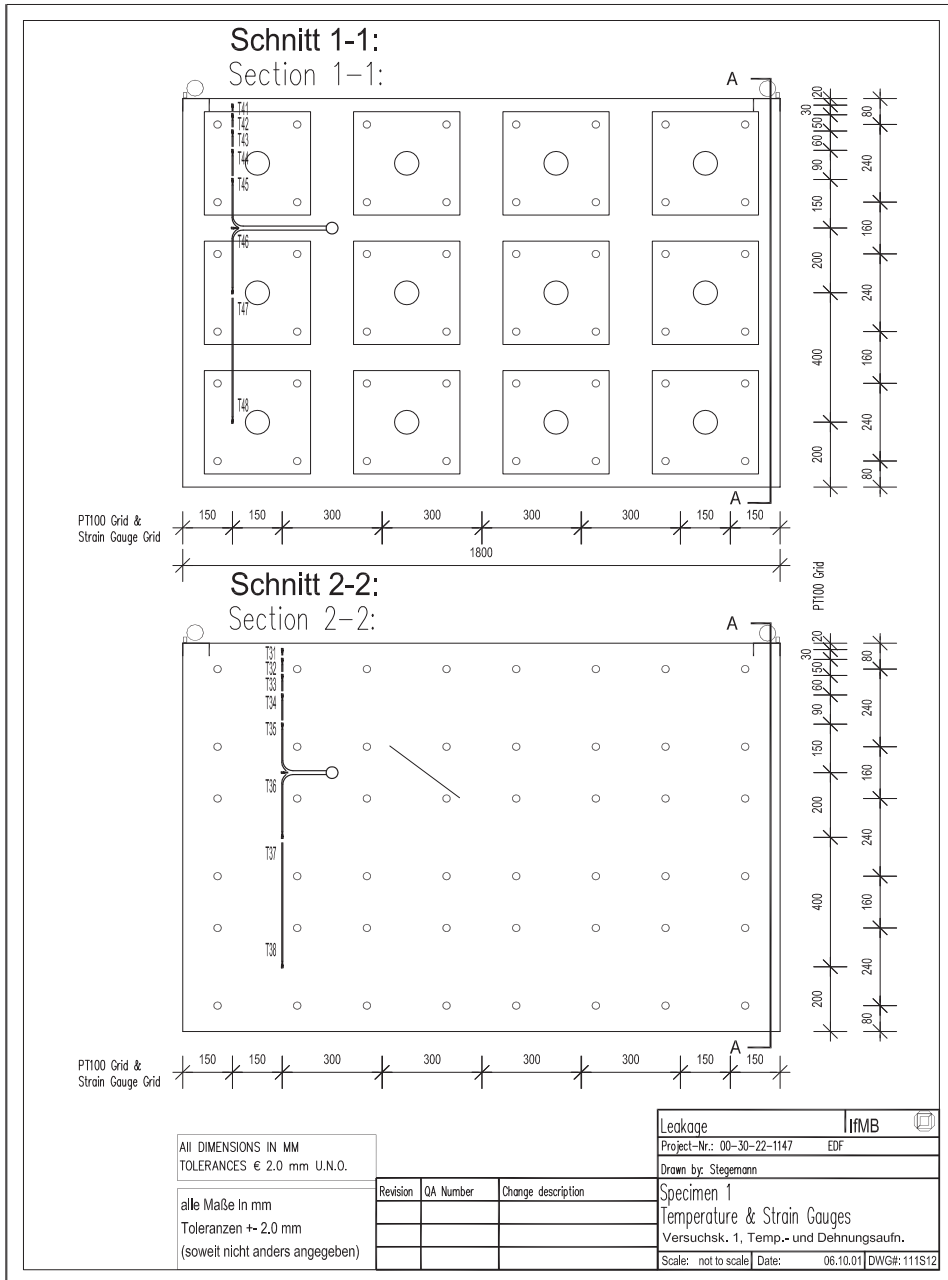 Schnitt 1-1:
Section 1-1:
A
T41
T42
T43
T44
T45
T46
T47
T48
20
30
50
60
90
150
200
400
200
80
240
160
240
160
240
80
A
PT100 Grid &
Strain Gauge Grid
150 150 300 300 300 300 150 150
1800
PT100 Grid
Schnitt 2-2:
Section 2-2:
A
T31
T32
T33
T34
T35
T36
T37
T38
20
30
50
60
90
150
200
400
200
80
240
160
240
160
240
80
A
PT100 Grid &
Strain Gauge Grid
150 150 300 300 300 300 150 150
All DIMENSIONS IN MM
TOLERANCES € 2.0 mm U.N.O.
alle Maße In mm
Toleranzen +- 2.0 mm
(soweit nicht anders angegeben)
Revision QA Number Change description
Leakage IfMB
Project-Nr.: 00-30-22-1147 EDF
Drawn by: Stegemann
Specimen 1
Temperature & Strain Gauges
Versuchsk. 1, Temp.- und Dehnungsaufn.
Scale: not to scale Date: 06.10.01 DWG#: 111S12